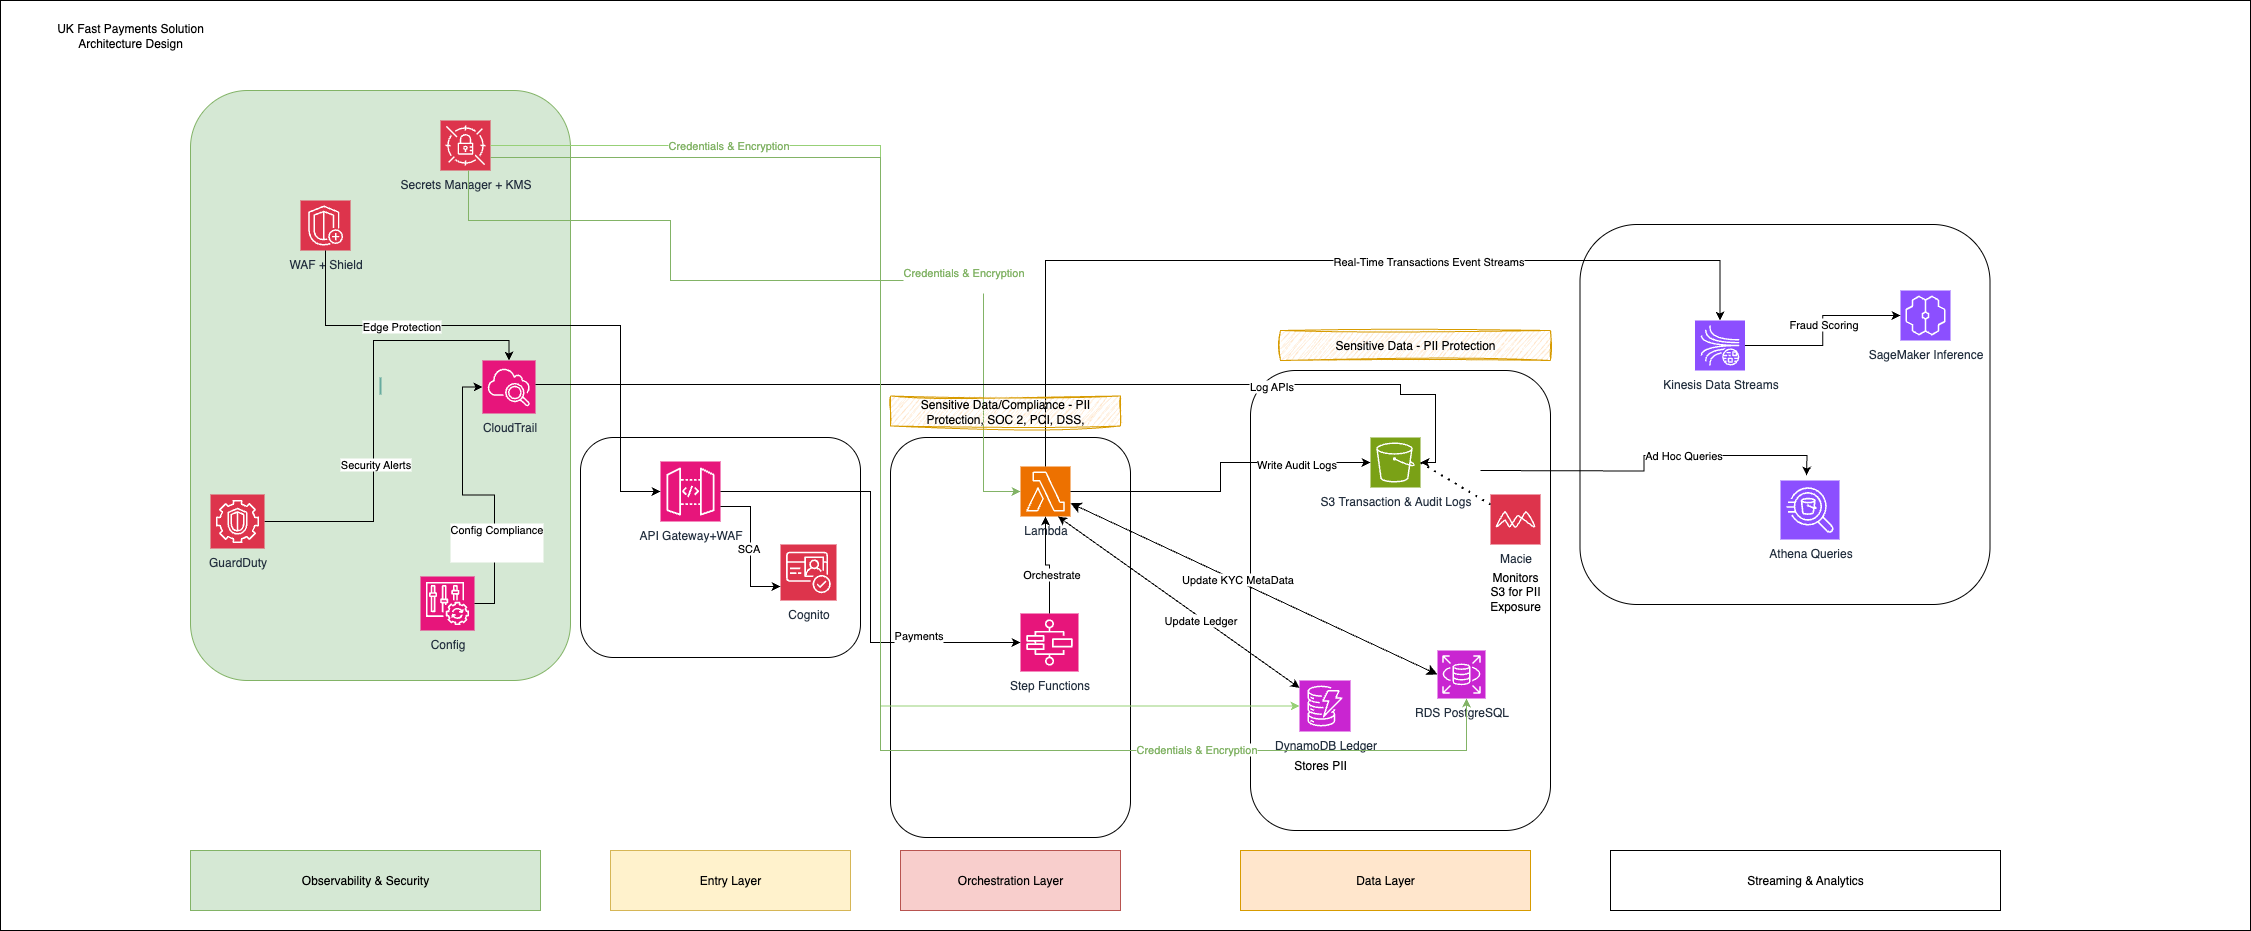 UK Fast Payments Solution
Architecture Design
Credentials & Encryption
Secrets Manager + KMS
WAF + Shield
Credentials & Encryption
Real-Time Transactions Event Streams
Edge Protection
Fraud Scoring
Sensitive Data - PII Protection
SageMaker Inference
Kinesis Data Streams
Log APIs
Sensitive Data/Compliance - PII
Protection, SOC 2, PCI, DSS,
CloudTrail
Security Alerts
Write Audit Logs
Ad Hoc Queries
S3 Transaction & Audit Logs
Config Compliance
API Gateway+WAF
Lambda
SCA
Athena Queries
GuardDuty
Macie
Monitors
S3 for PII
Exposure
Orchestrate
Update KYC MetaData
Cognito
Update Ledger
Payments
Config
Step Functions
RDS PostgreSQL
DynamoDB Ledger
Credentials & Encryption
Stores PII
Observability & Security
Entry Layer
Orchestration Layer
Data Layer
Streaming & Analytics